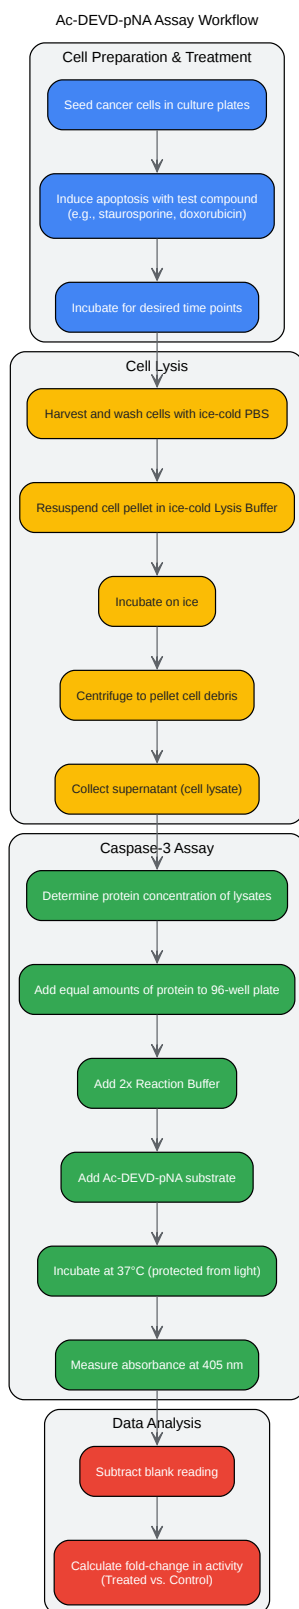 Ac-DEVD-pNA Assay Workflow
Cell Preparation & Treatment
Seed cancer cells in culture plates
Induce apoptosis with test compound
(e.g., staurosporine, doxorubicin)
Incubate for desired time points
Cell Lysis
Harvest and wash cells with ice-cold PBS
Resuspend cell pellet in ice-cold Lysis Buffer
Incubate on ice
Centrifuge to pellet cell debris
Collect supernatant (cell lysate)
Caspase-3 Assay
Determine protein concentration of lysates
Add equal amounts of protein to 96-well plate
Add 2x Reaction Buffer
Add Ac-DEVD-pNA substrate
Incubate at 37°C (protected from light)
Measure absorbance at 405 nm
Data Analysis
Subtract blank reading
Calculate fold-change in activity
(Treated vs. Control)